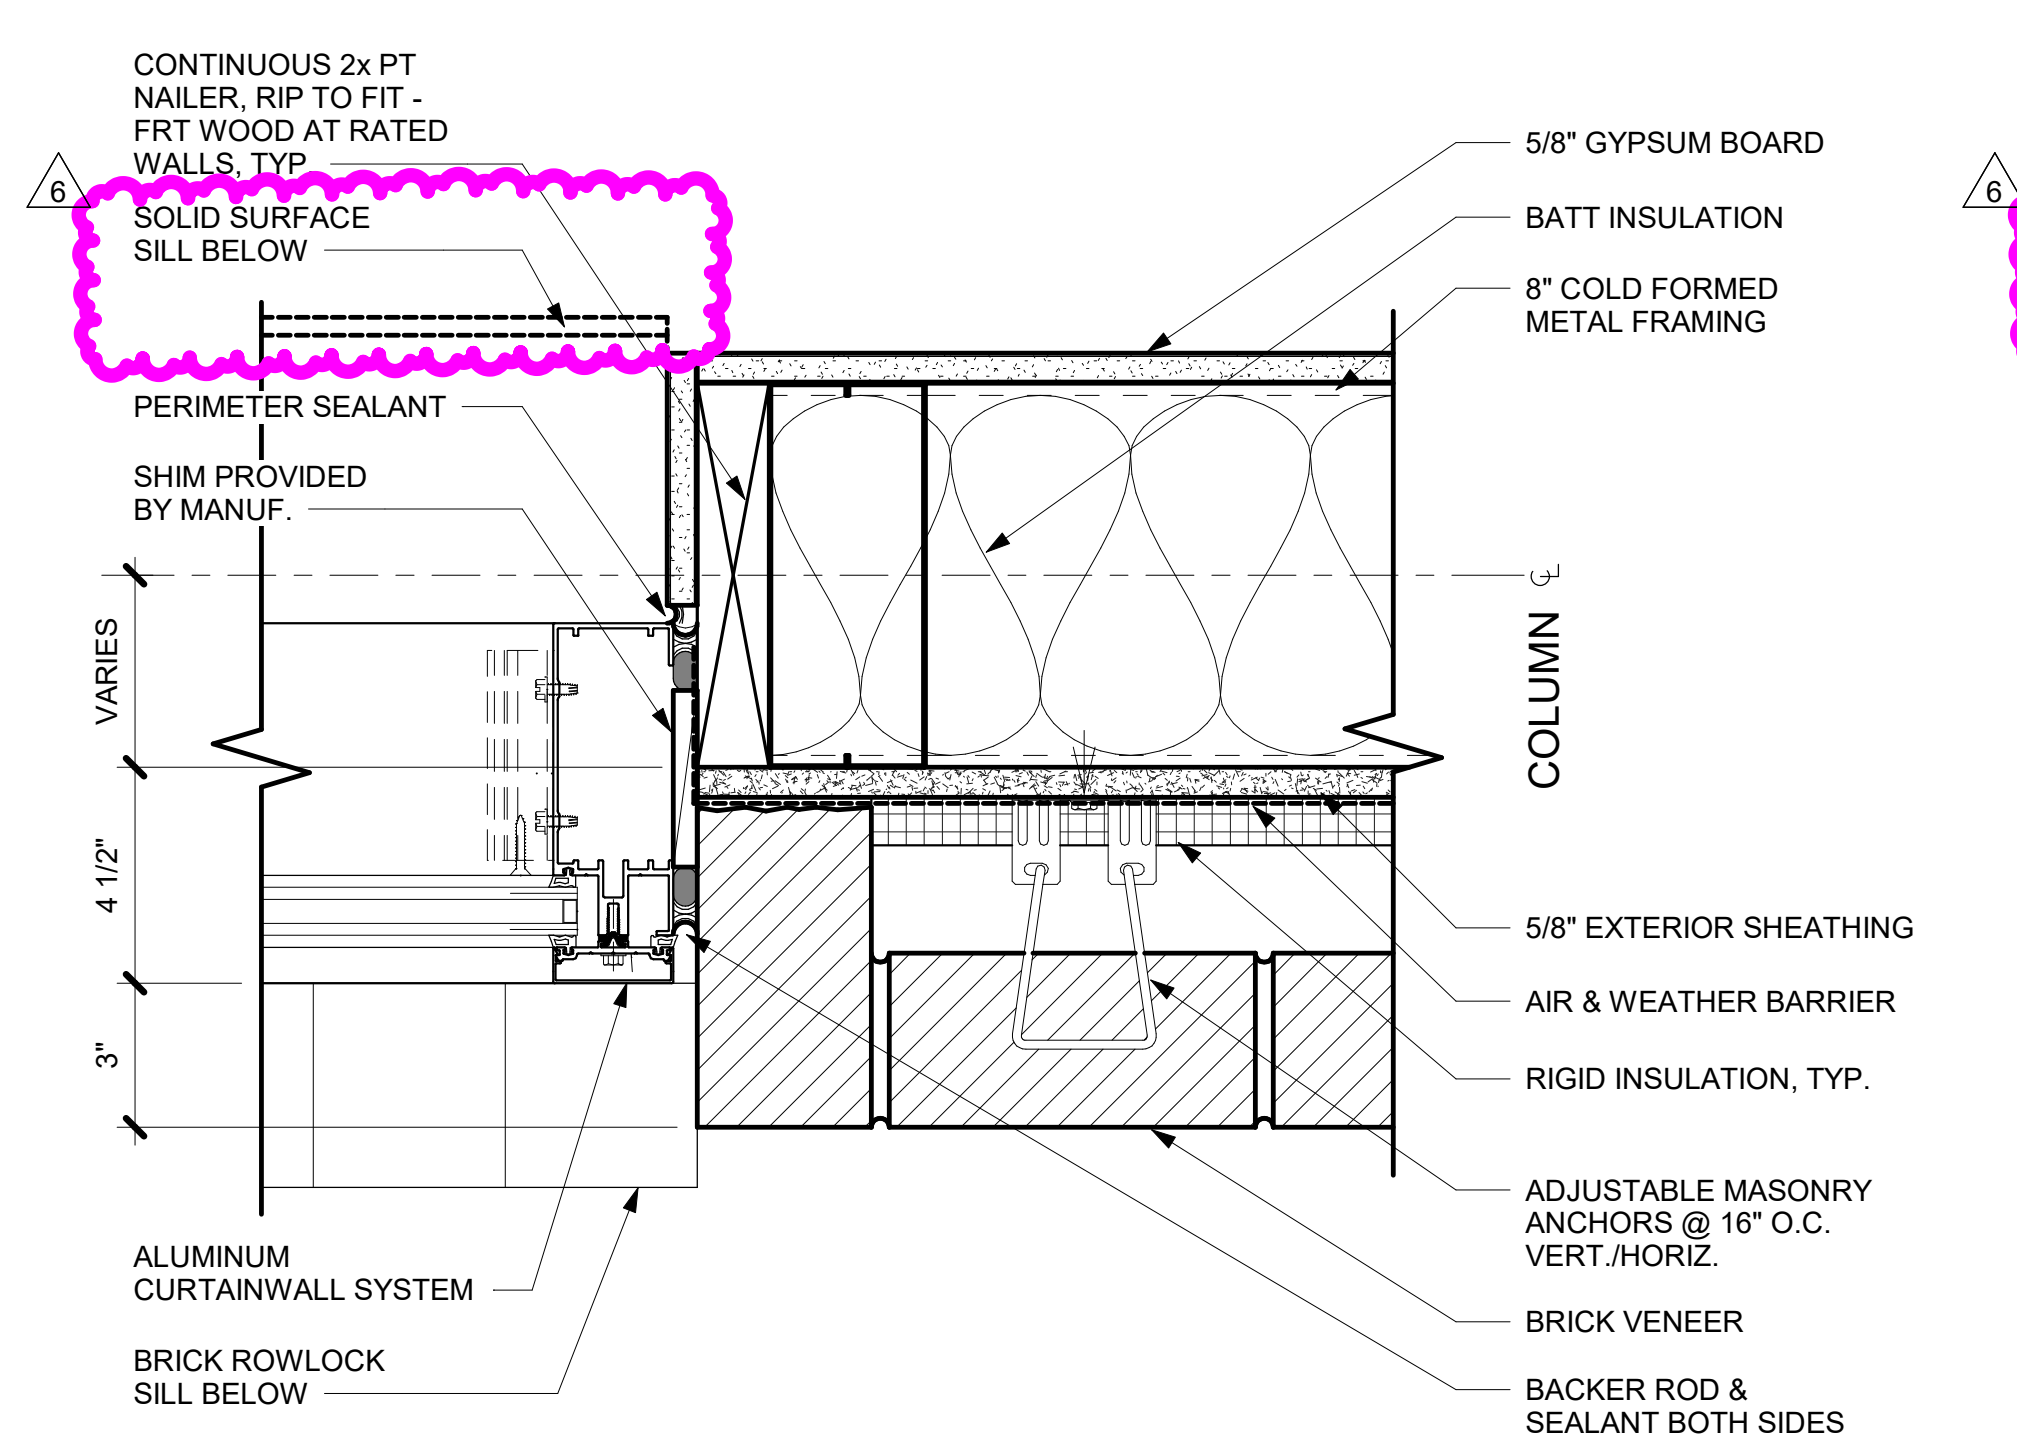 CONTINUOUS 2x PT
NAILER, RIP TO FIT -
FRT WOOD AT RATED
WALLS, TYP
6
SOLID SURFACE
SILL BELOW
PERIMETER SEALANT
SHIM PROVIDED
BY MANUF.
VARIES
4 1/2"
3"
ALUMINUM
CURTAINWALL SYSTEM
BRICK ROWLOCK
SILL BELOW
5/8" GYPSUM BOARD
BATT INSULATION
8" COLD FORMED
METAL FRAMING
6
COLUMN ℄
5/8" EXTERIOR SHEATHING
AIR & WEATHER BARRIER
RIGID INSULATION, TYP.
ADJUSTABLE MASONRY
ANCHORS @ 16" O.C.
VERT./HORIZ.
BRICK VENEER
BACKER ROD &
SEALANT BOTH SIDES